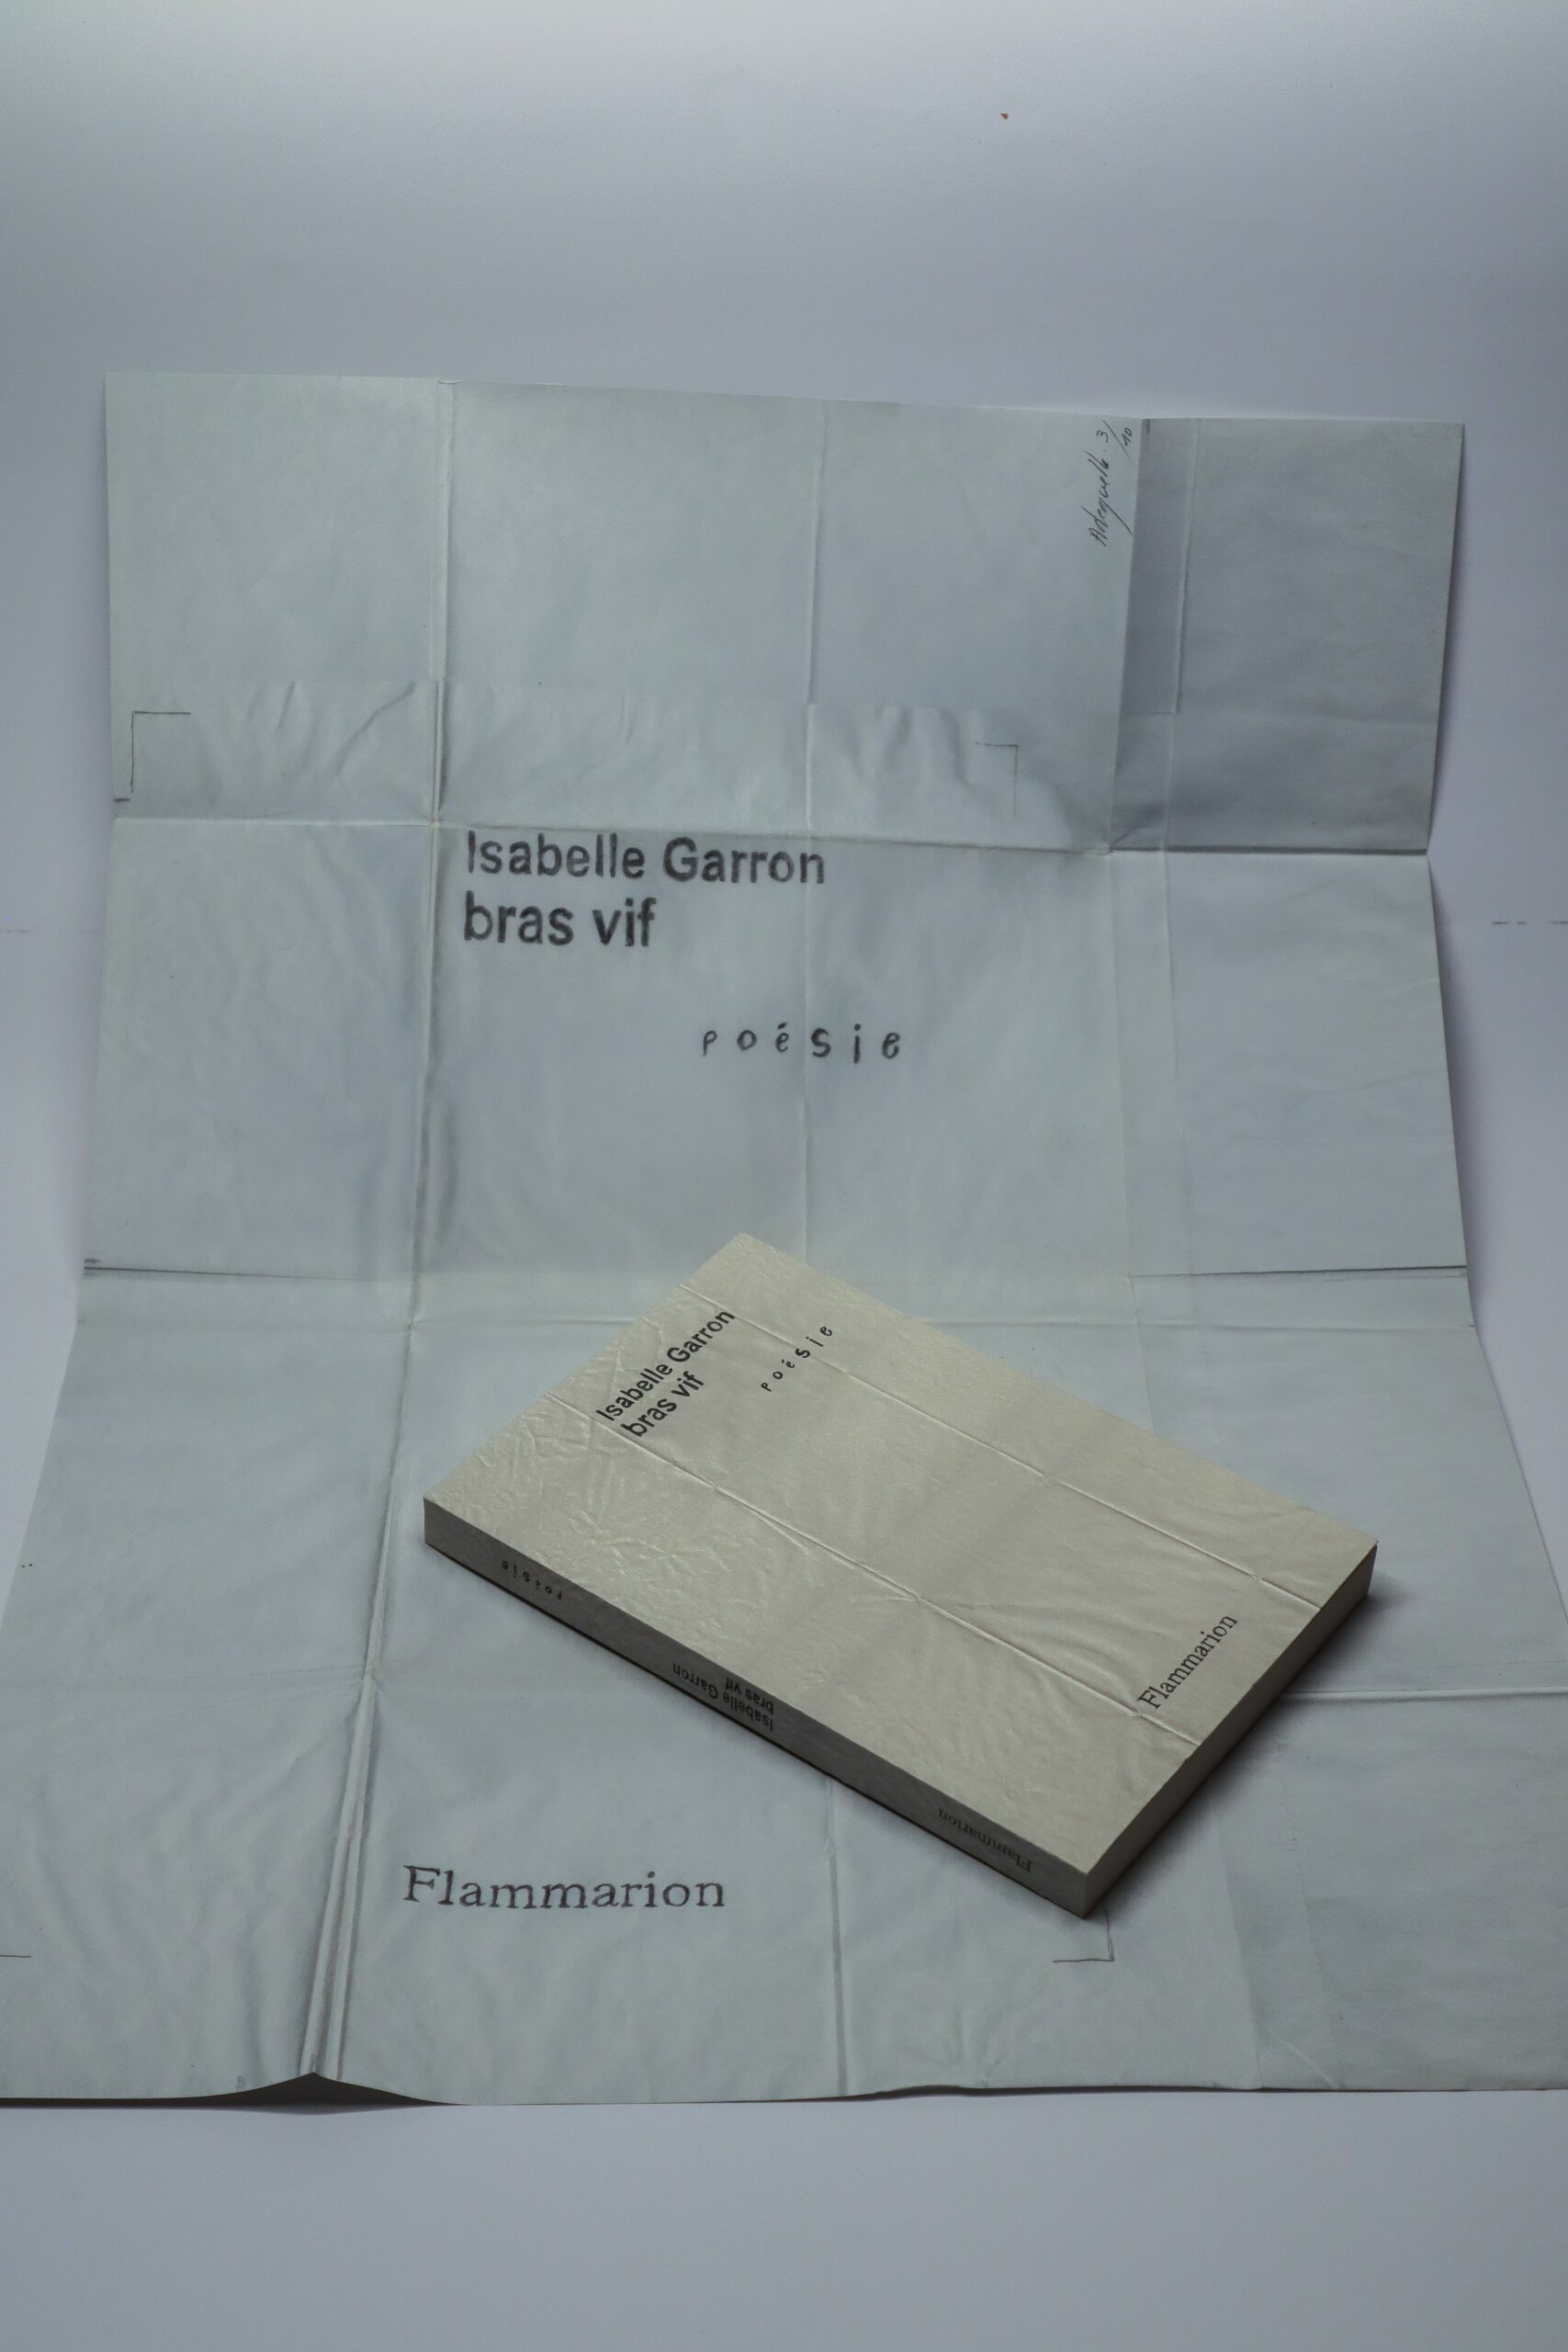 3/10
Isabelle Garron
bras vif
poésie
Isabelle Garron
bras vif
poésie
Flammarion
poésie
Isabelle Garron
bras vif
Flammarion
Flammarion